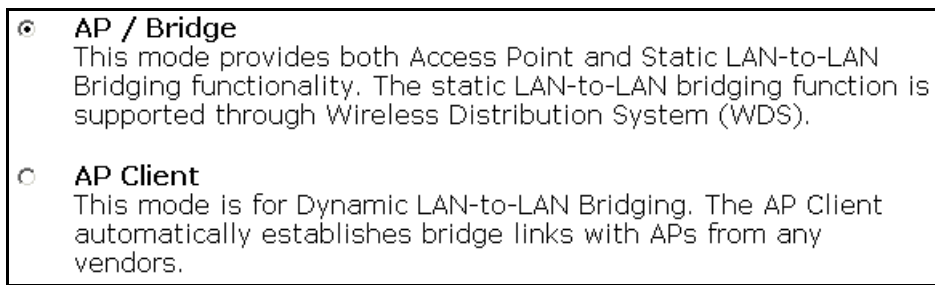 AP / Bridge
This mode provides both Access Point and Static LAN-to-LAN
Bridging functionality. The static LAN-to-LAN bridging function is
supported through Wireless Distribution System (WDS).
AP Client
This mode is for Dynamic LAN-to-LAN Bridging. The AP Client
automatically establishes bridge links with APs from any
vendors.